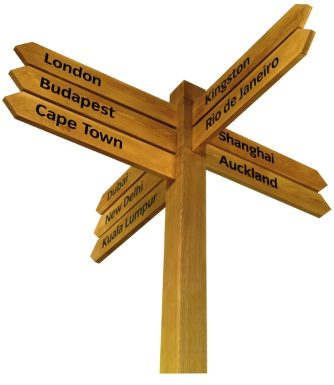 London
Budapest
Cape Town
Kingston
Rio de Janeiro
Shanghai
Auckland
Dubai
New Delhi
Kuala Lumpur